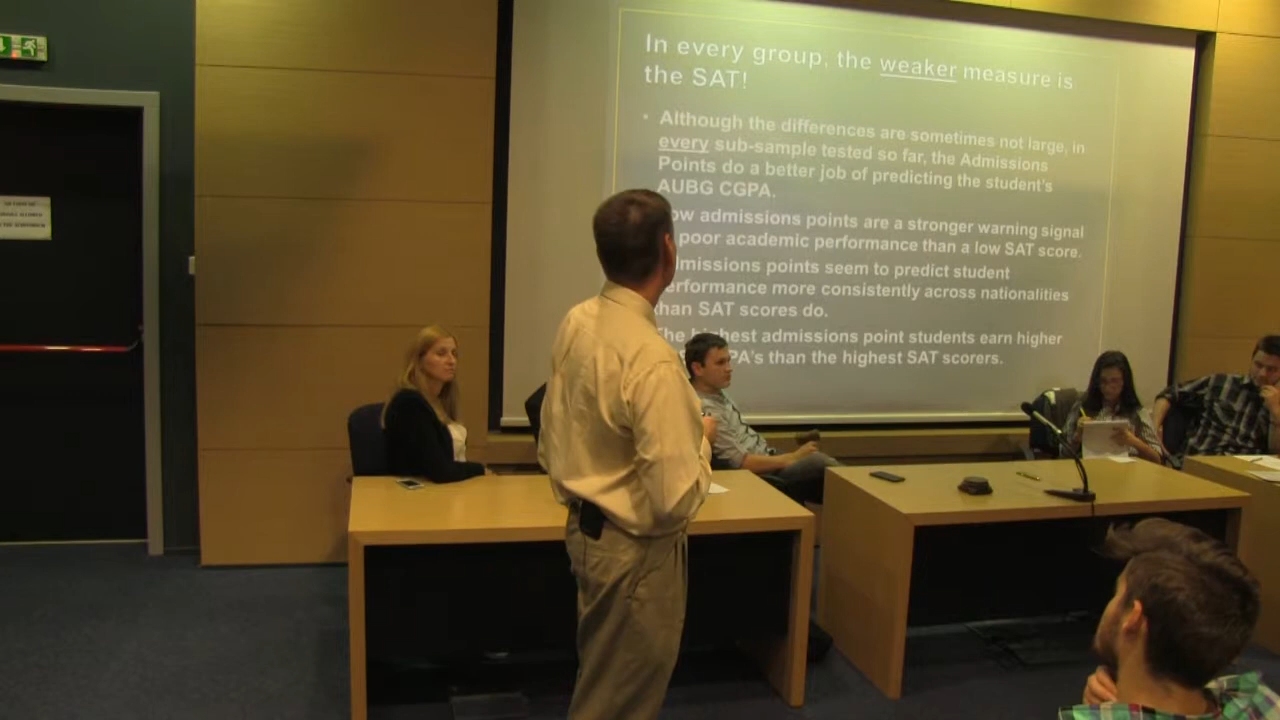 In every group, the weaker measure is
the SAT!
• Although the differences are sometimes not large, in
every sub-sample tested so far, the Admissions
Points do a better job of predicting the student's
AUBG CGPA.
ow admissions points are a stronger warning signal
poor academic performance than a low SAT score.
missions points seem to predict student
erformance more consistently across nationalities
than SAT scores do.
The highest admissions point students earn higher
PA's than the highest SAT scorers.